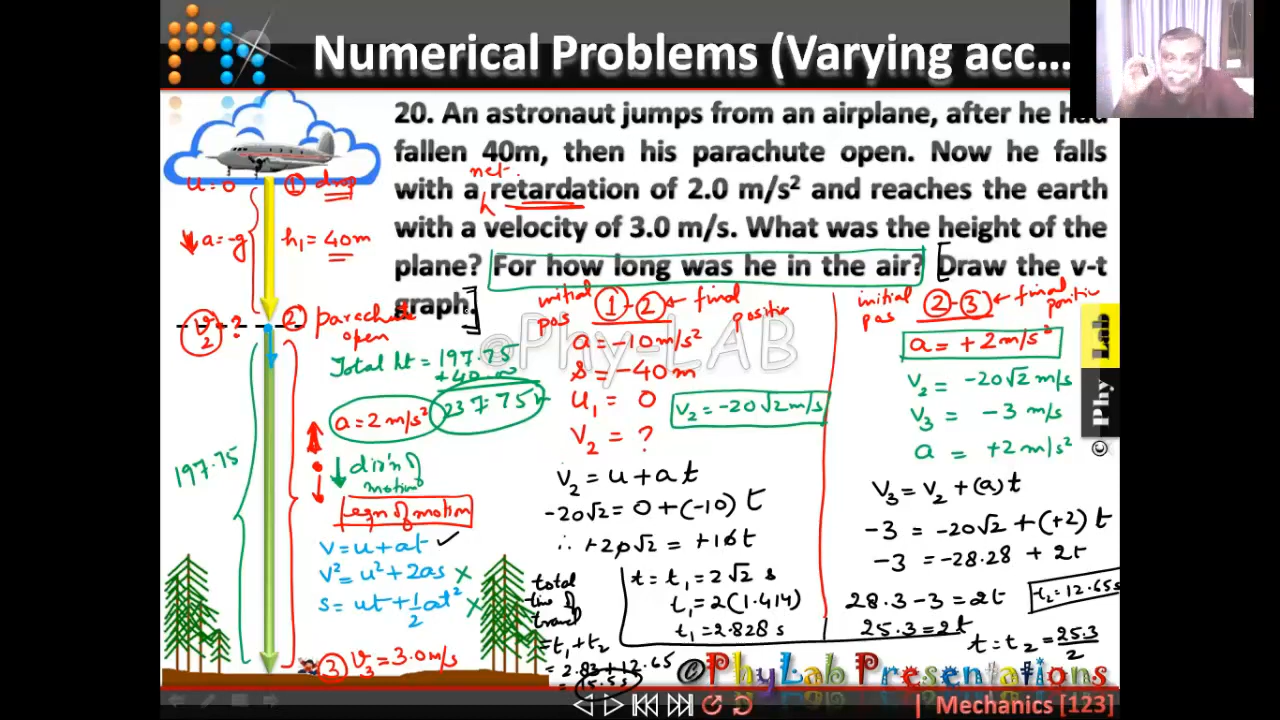 Numerical Problems (Varying acc...
20. An astronaut jumps from an airplane, after he had
fallen 40m, then his parachute open. Now he falls
net
with a retardation of 2.0 m/s² and reaches the earth
with a velocity of 3.0 m/s. What was the height of the
plane? For how long was he in the air? [Draw the v-t
graph.]
u = 0
① drop
↓ a = -g
h₁ = 40m
v₂ = ?
② parachute
open
Total ht = 197.75
+40.00
237.75
a = 2 m/s²
197.75
↓ dir'n of
motion
eqn of motion
v = u + at ✓
v² = u² + 2as ×
s = ut + 1/2 at² ×
③ v₃ = 3.0 m/s
initial
pos
① - ② ← final
position
a = -10 m/s²
s = -40 m
u₁ = 0
v₂ = ?
v₂ = -20√2 m/s
v₂ = u + a t
-20√2 = 0 + (-10) t
∴ +20√2 = +10t
t = t₁ = 2√2 s
t₁ = 2(1.414)
t₁ = 2.828 s
total
time of
travel
= t₁ + t₂
= 2.83 + 12.65
= 15.5 s
initial
pos
② - ③ ← final
a = +2 m/s²
v₂ = -20√2 m/s
v₃ = -3 m/s
a = +2 m/s²
v₃ = v₂ + (a) t
-3 = -20√2 + (+2) t
-3 = -28.28 + 2t
28.3 - 3 = 2t
25.3 = 2t
t₂ = 12.65 s
t = t₂ = 25.3/2
@Phy-LAB
© Phy Lab
© PhyLab Presentations
Mechanics [123]